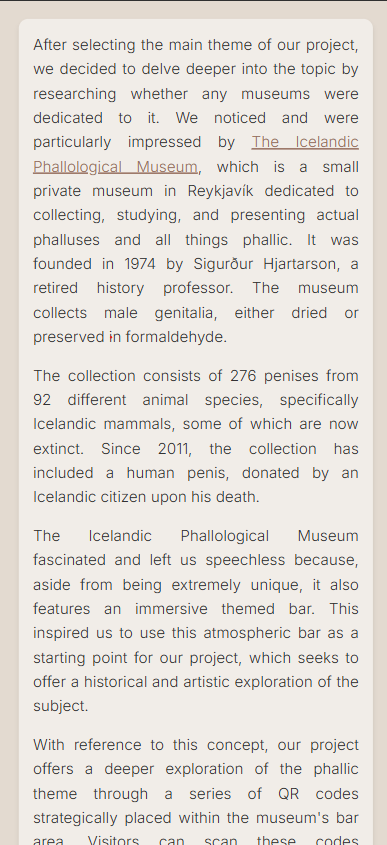 After selecting the main theme of our project,
we decided to delve deeper into the topic by
researching whether any museums were
dedicated to it. We noticed and were
particularly impressed by The Icelandic
Phallological Museum, which is a small
private museum in Reykjavík dedicated to
collecting, studying, and presenting actual
phalluses and all things phallic. It was
founded in 1974 by Sigurður Hjartarson, a
retired history professor. The museum
collects male genitalia, either dried or
preserved in formaldehyde.
The collection consists of 276 penises from
92 different animal species, specifically
Icelandic mammals, some of which are now
extinct. Since 2011, the collection has
included a human penis, donated by an
Icelandic citizen upon his death.
The Icelandic Phallological Museum
fascinated and left us speechless because,
aside from being extremely unique, it also
features an immersive themed bar. This
inspired us to use this atmospheric bar as a
starting point for our project, which seeks to
offer a historical and artistic exploration of the
subject.
With reference to this concept, our project
offers a deeper exploration of the phallic
theme through a series of QR codes
strategically placed within the museum's bar
area. Visitors can scan these codes